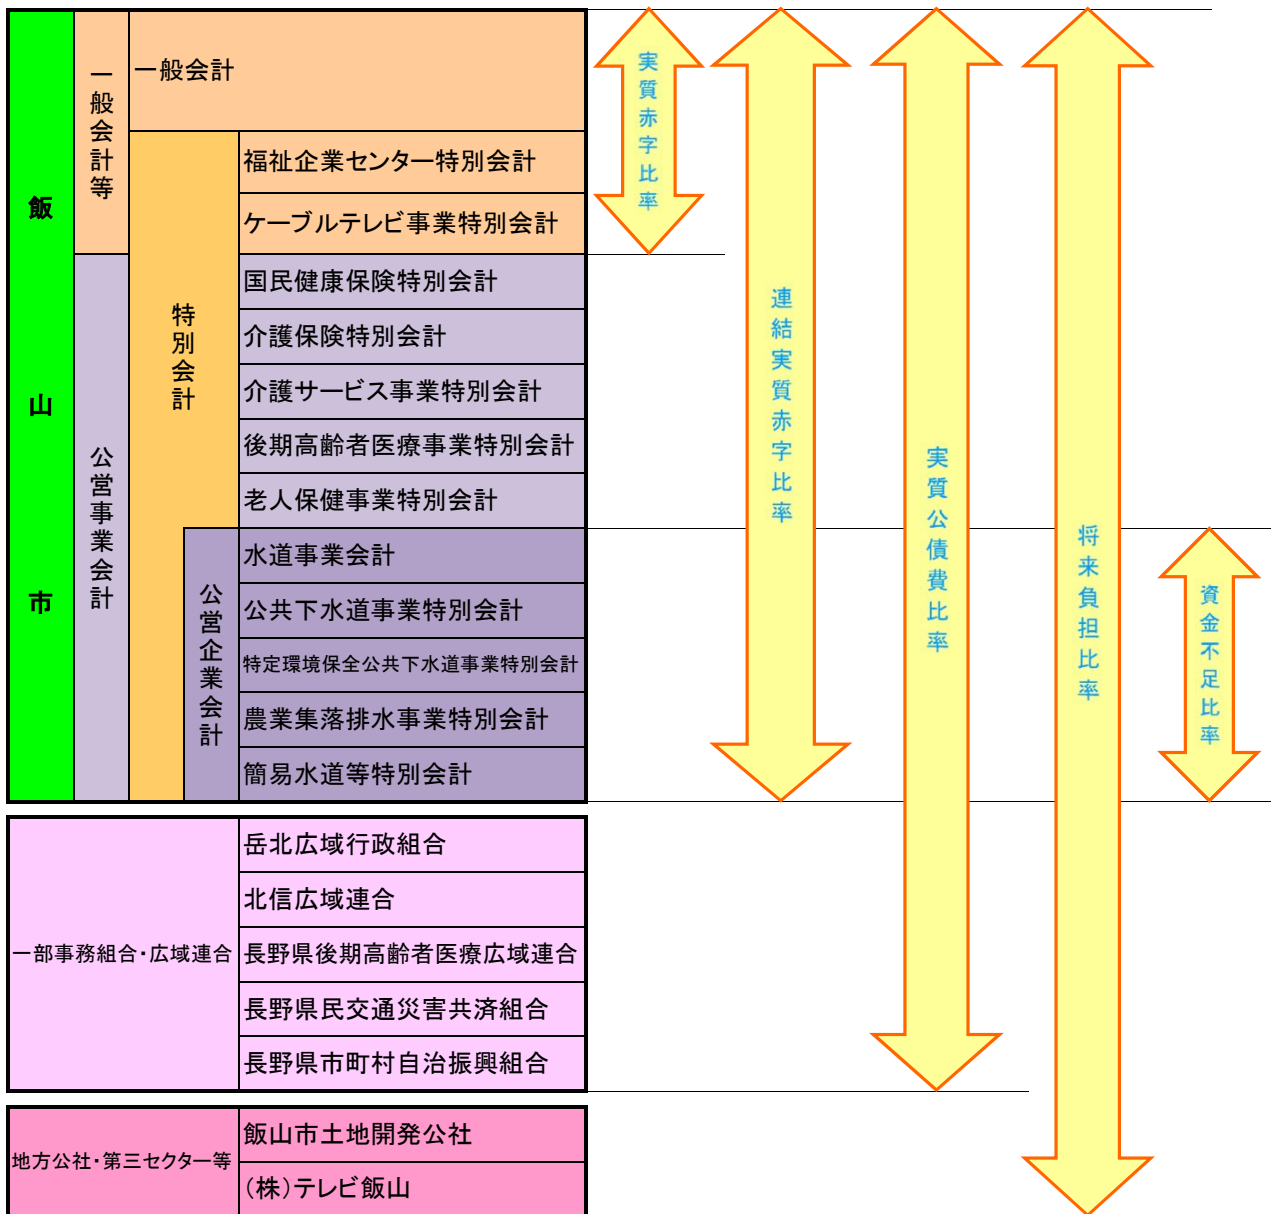 飯山市
一般会計等
一般会計
特別会計
福祉企業センター特別会計
ケーブルテレビ事業特別会計
公営事業会計
国民健康保険特別会計
介護保険特別会計
介護サービス事業特別会計
後期高齢者医療事業特別会計
老人保健事業特別会計
公営企業会計
水道事業会計
公共下水道事業特別会計
特定環境保全公共下水道事業特別会計
農業集落排水事業特別会計
簡易水道等特別会計
一部事務組合・広域連合
岳北広域行政組合
北信広域連合
長野県後期高齢者医療広域連合
長野県民交通災害共済組合
長野県市町村自治振興組合
地方公社・第三セクター等
飯山市土地開発公社
（株）テレビ飯山
実質赤字比率
連結実質赤字比率
実質公債費比率
将来負担比率
資金不足比率